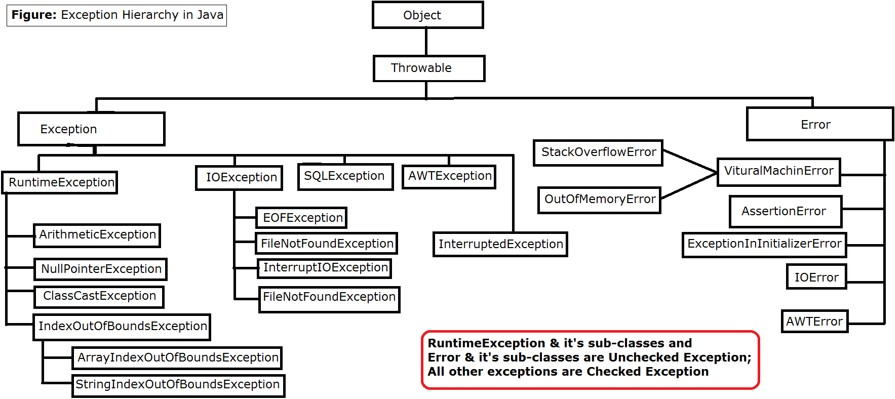 Figure: Exception Hierarchy in Java
Object
Throwable
Exception
Error
RuntimeException
IOException
SQLException
AWTException
InterruptedException
ArithmeticException
NullPointerException
ClassCastException
IndexOutOfBoundsException
ArrayIndexOutOfBoundsException
StringIndexOutOfBoundsException
EOFException
FileNotFoundException
InterruptIOException
FileNotFoundException
StackOverflowError
OutOfMemoryError
VituralMachinError
AssertionError
ExceptionInInitializerError
IOError
AWTError
RuntimeException & it's sub-classes and
Error & it's sub-classes are Unchecked Exception;
All other exceptions are Checked Exception